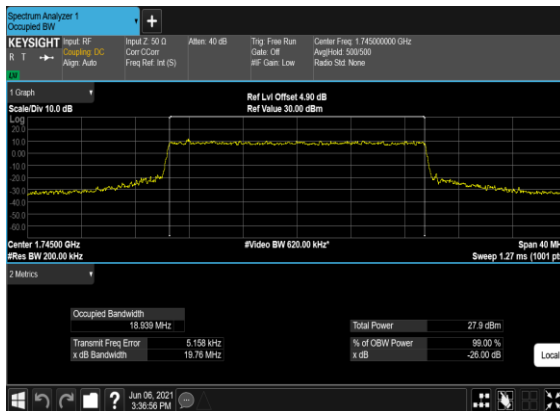 Spectrum Analyzer 1
Occupied BW
KEYSIGHT
R T
Input: RF
Coupling: DC
Align: Auto
Input Z: 50 Ω
Corr CCorr
Freq Ref: Int (S)
Atten: 40 dB
Trig: Free Run
Gate: Off
#IF Gain: Low
Center Freq: 1.745000000 GHz
Avg|Hold: 500/500
Radio Std: None
1 Graph
Scale/Div 10.0 dB
Ref Lvl Offset 4.90 dB
Ref Value 30.00 dBm
Log
20.0
10.0
0.00
-10.0
-20.0
-30.0
-40.0
-50.0
-60.0
Center 1.74500 GHz
#Res BW 200.00 kHz
#Video BW 620.00 kHz*
Span 40 MH
Sweep 1.27 ms (1001 pts
2 Metrics
Occupied Bandwidth
18.939 MHz
Transmit Freq Error 5.158 kHz
x dB Bandwidth 19.76 MHz
Total Power 27.9 dBm
% of OBW Power 99.00 %
x dB -26.00 dB
Local
?
Jun 06, 2021
3:36:56 PM